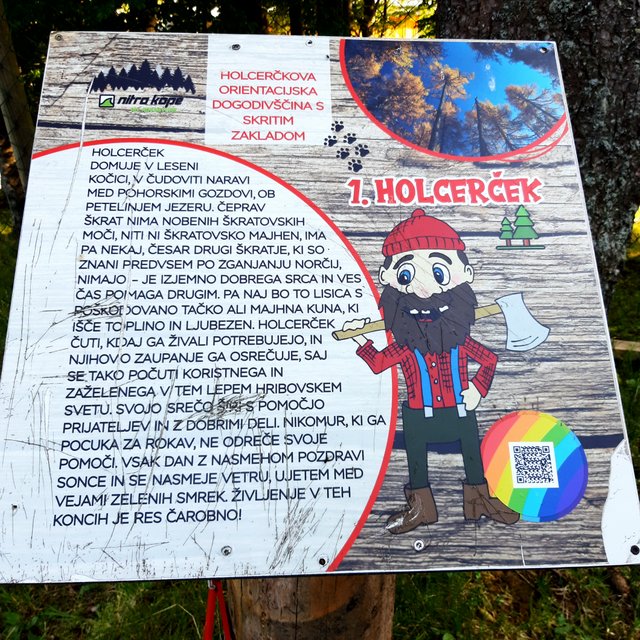 nitro kope
HOLCERČKOVA
ORIENTACIJSKA
DOGODIVŠČINA S
SKRITIM
ZAKLADOM
1. HOLCERČEK
HOLCERČEK
DOMUJE V LESENI
KOČICI, V ČUDOVITI NARAVI
MED POHORSKIMI GOZDOVI, OB
PETELINJEM JEZERU. ČEPRAV
ŠKRAT NIMA NOBENIH ŠKRATOVSKIH
MOČI, NITI NI ŠKRATOVSKO MAJHEN, IMA
PA NEKAJ, ČESAR DRUGI ŠKRATJE, KI SO
ZNANI PREDVSEM PO ZGANJANJU NORČIJ,
NIMAJO – JE IZJEMNO DOBREGA SRCA IN VES
ČAS POMAGA DRUGIM. PA NAJ BO TO LISICA S
POŠKODOVANO TAČKO ALI MAJHNA KUNA, KI
IŠČE TOPLINO IN LJUBEZEN. HOLCERČEK
ČUTI, KDAJ GA ŽIVALI POTREBUJEJO, IN
NJIHOVO ZAUPANJE GA OSREČUJE, SAJ
SE TAKO POČUTI KORISTNEGA IN
ZAŽELENEGA V TEM LEPEM HRIBOVSKEM
SVETU. SVOJO SREČO ŠIRI S POMOČJO
PRIJATELJEV IN Z DOBRIMI DELI. NIKOMUR, KI GA
POCUKA ZA ROKAV, NE ODREČE SVOJE
POMOČI. VSAK DAN Z NASMEHOM POZDRAVI
SONCE IN SE NASMEJE VETRU, UJETEM MED
VEJAMI ZELENIH SMREK. ŽIVLJENJE V TEH
KONCIH JE RES ČAROBNO!